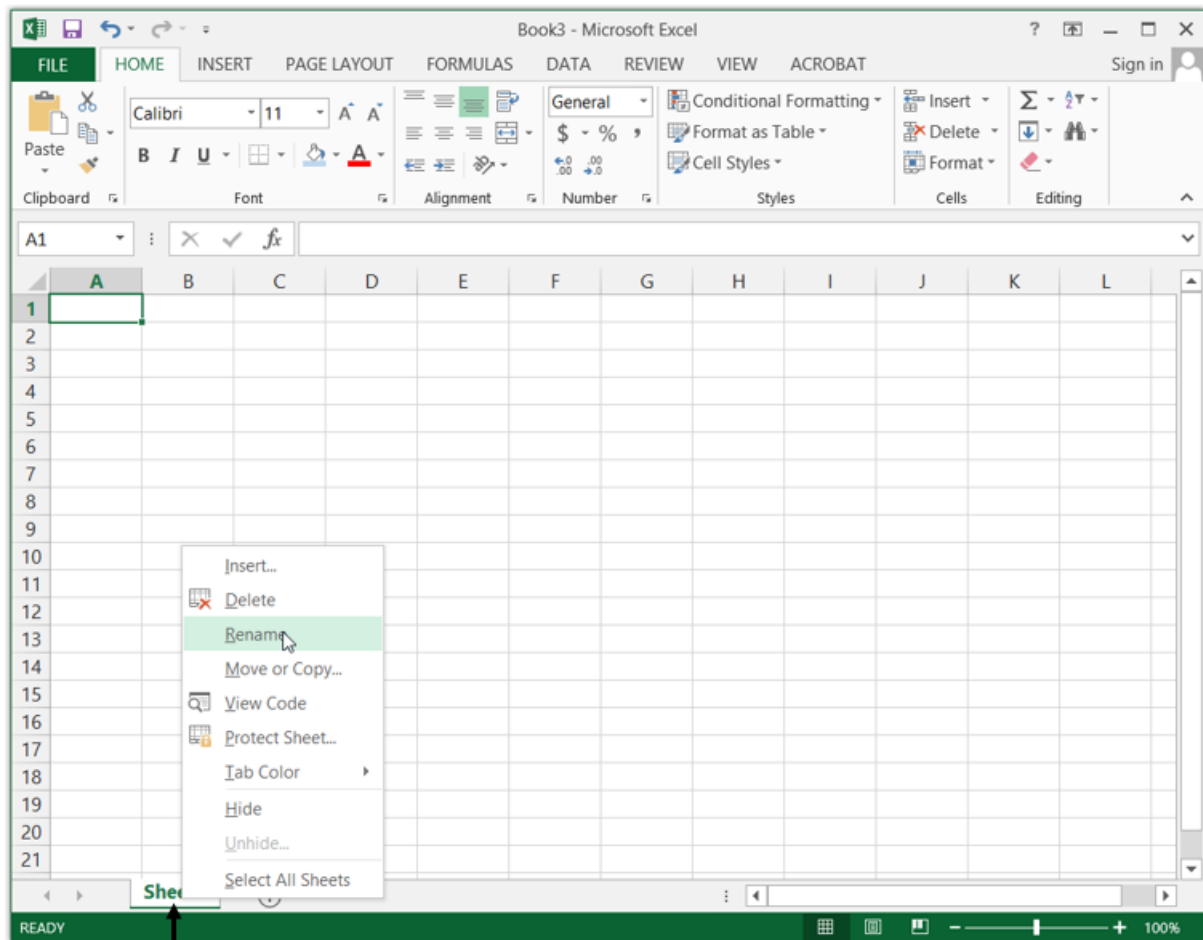 Book3 - Microsoft Excel
?
FILE HOME INSERT PAGE LAYOUT FORMULAS DATA REVIEW VIEW ACROBAT Sign in
Paste
Calibri 11 A A
B I U A
General
$ % ,
.0 .00
.00 .0
Conditional Formatting
Format as Table
Cell Styles
Insert
Delete
Format
Σ A Z
Clipboard Font Alignment Number Styles Cells Editing
A1 fx
A B C D E F G H I J K L
1
2
3
4
5
6
7
8
9
10
11
12
13
14
15
16
17
18
19
20
21
Insert...
Delete
Rename
Move or Copy...
View Code
Protect Sheet...
Tab Color
Hide
Unhide...
Select All Sheets
READY 100%